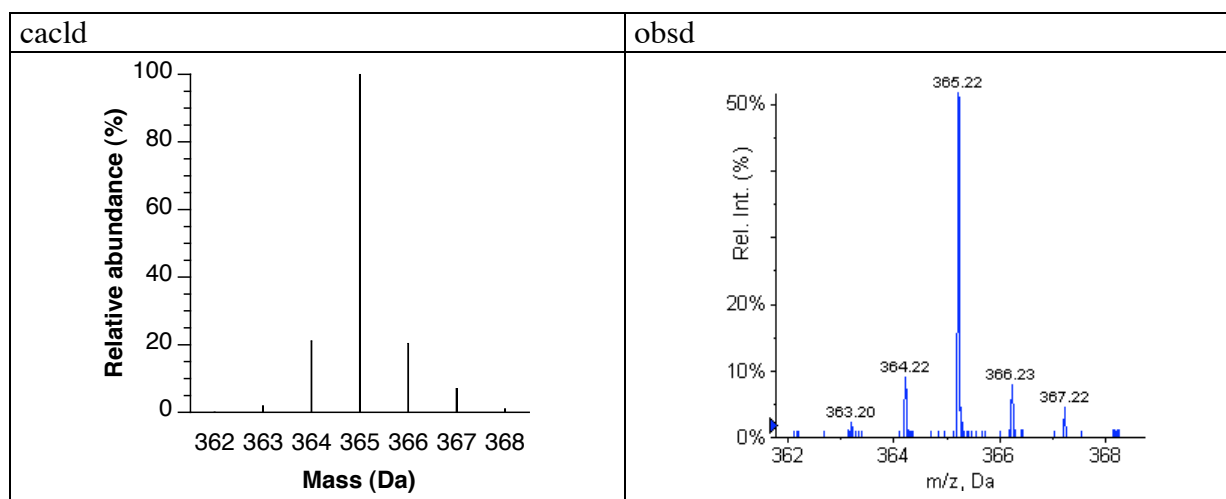 cacld
obsd
Relative abundance (%)
100
80
60
40
20
0
362 363 364 365 366 367 368
Mass (Da)
Rel. Int. (%)
50%
20%
10%
0%
365.22
364.22
366.23
363.20
367.22
362 364 366 368
m/z, Da